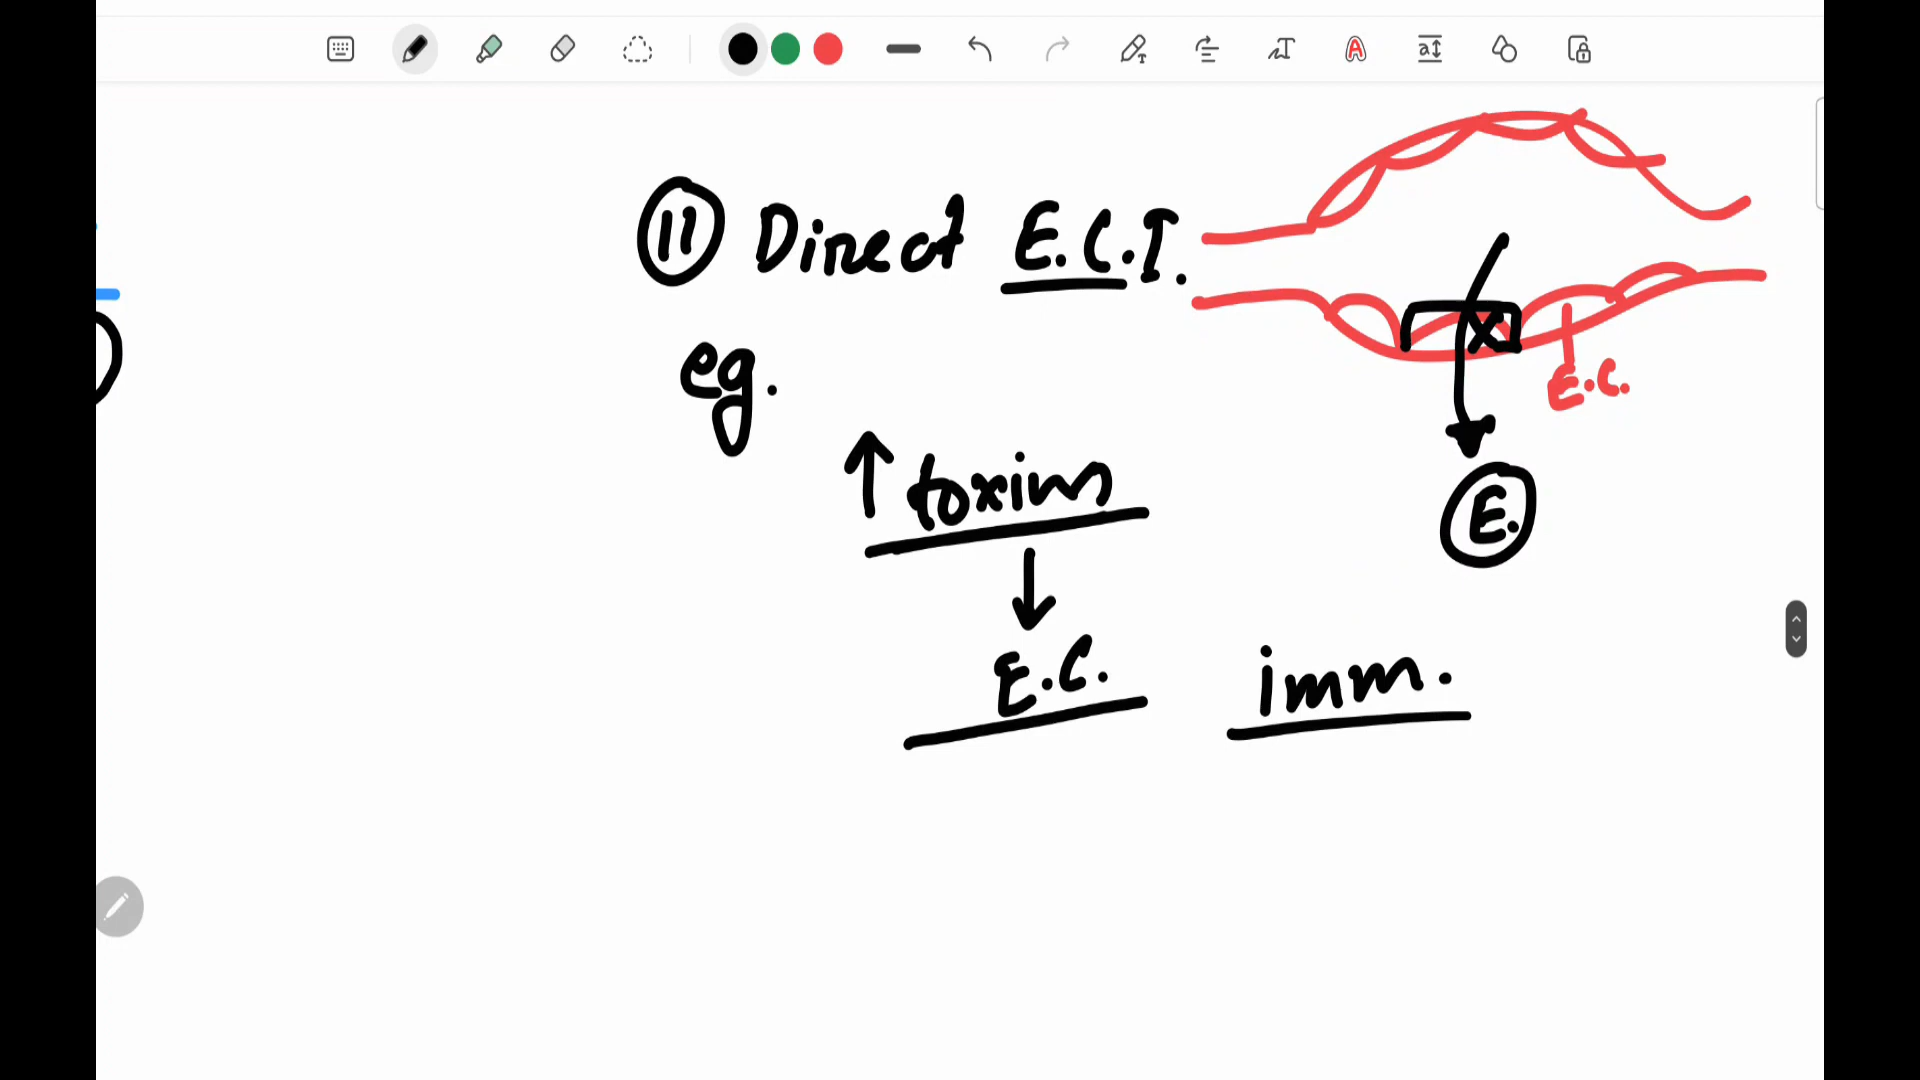 11 Direct E.C.I.
eg.
E.C.
↑ toxins
E.
↓
E.C. imm.